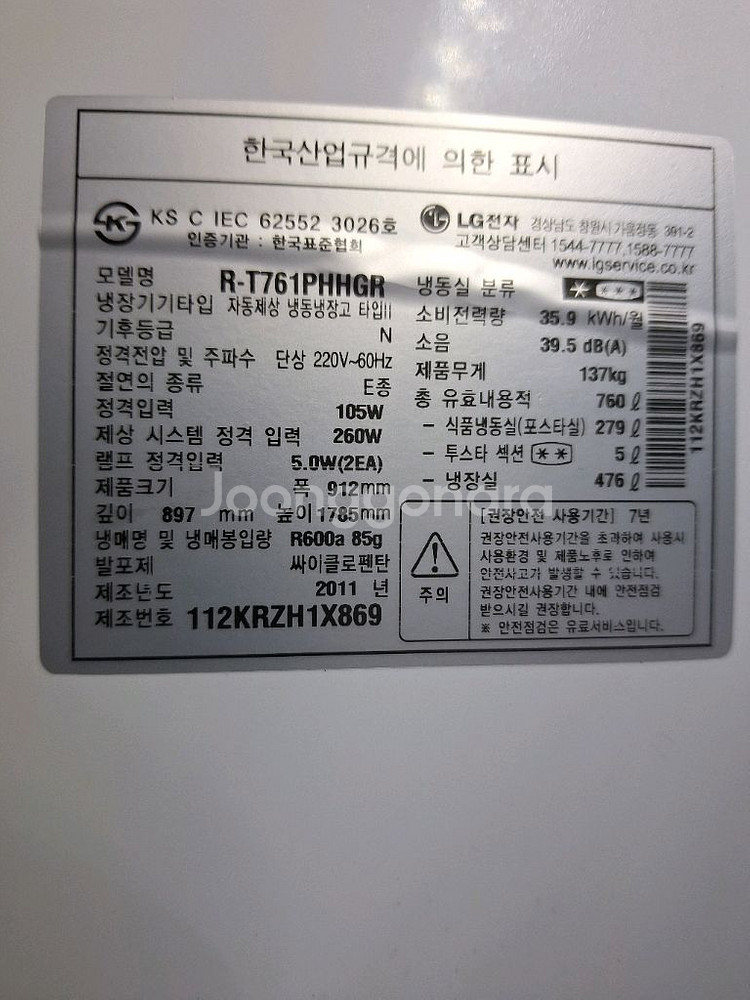 한국산업규격에 의한 표시
KS C IEC 62552 3026호
인증기관 : 한국표준협회
LG전자 경상남도 창원시 가음정동 391-2
고객상담센터 1544-7777,1588-7777
www.lgservice.co.kr
모델명 R-T761PHHGR
냉장기기타입 자동제상 냉동냉장고 타입II
기후등급 N
정격전압 및 주파수 단상 220V~60Hz
절연의 종류 E종
정격입력 105W
제상 시스템 정격 입력 260W
램프 정격입력 5.0W(2EA)
제품크기 폭 912mm
깊이 897 mm 높이 1785mm
냉매명 및 냉매봉입량 R600a 85g
발포제 싸이클로펜탄
제조년도 2011 년
제조번호 112KRZH1X869
냉동실 분류
소비전력량 35.9 kWh/월
소음 39.5 dB(A)
제품무게 137kg
총 유효내용적 760 ℓ
- 식품냉동실(포스타실) 279 ℓ
- 투스타 섹션 5 ℓ
- 냉장실 476 ℓ
112KRZH1X869
주의
[권장안전 사용기간] 7년
권장안전사용기간을 초과하여 사용시
사용환경 및 제품노후로 인하여
안전사고가 발생할 수 있습니다.
권장안전사용기간 내에 안전점검
받으시길 권장합니다.
※ 안전점검은 유료서비스입니다.
Joonggonara